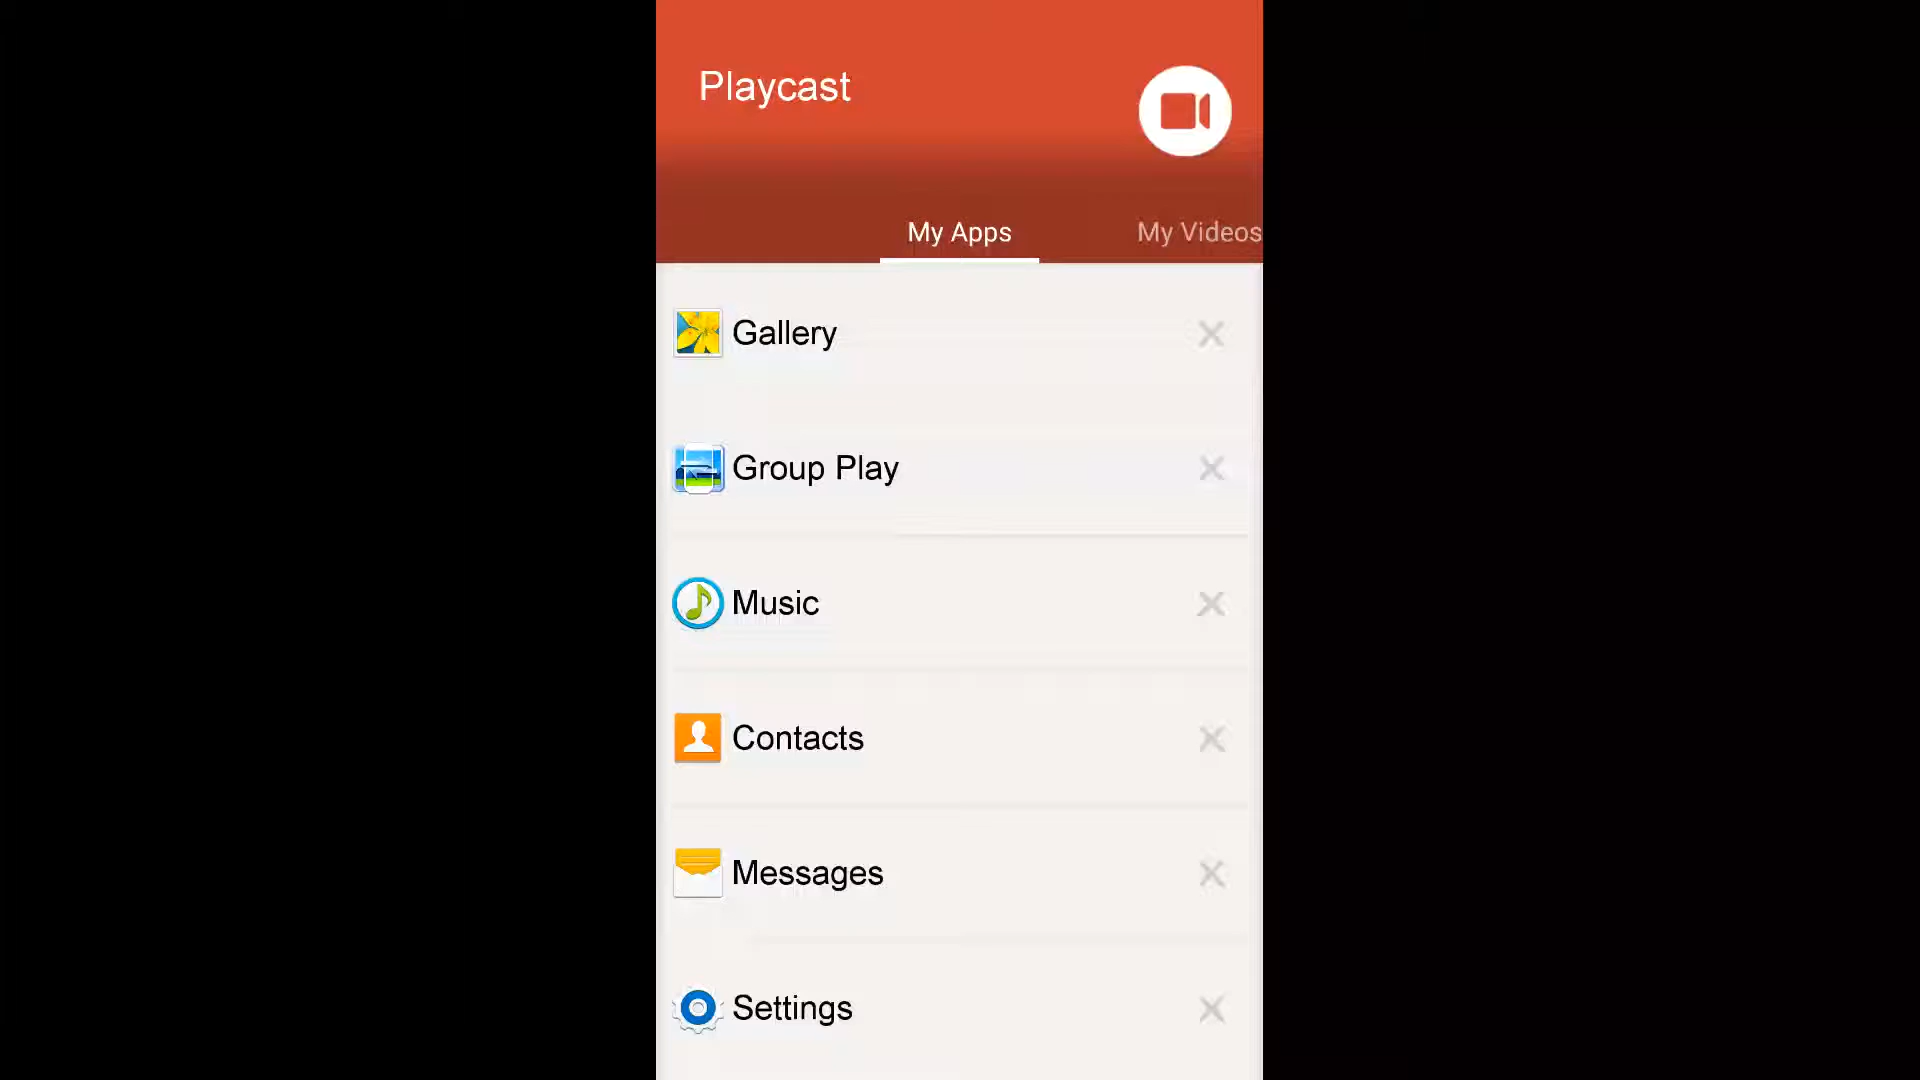 Playcast
My Apps
My Videos
Gallery
Group Play
Music
Contacts
Messages
Settings